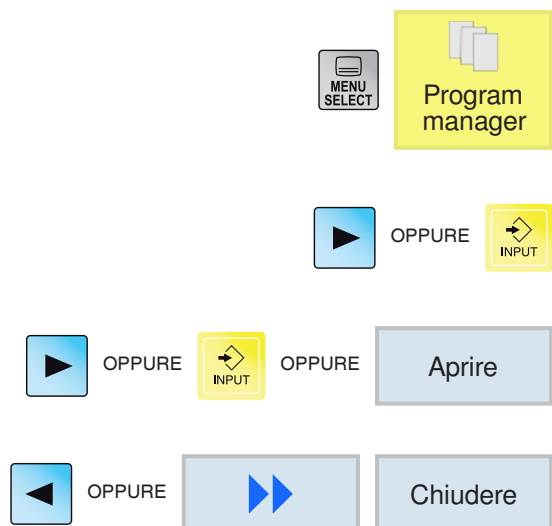 MENU
SELECT
Program
manager
OPPURE
INPUT
OPPURE
INPUT
OPPURE
Aprire
OPPURE
Chiudere